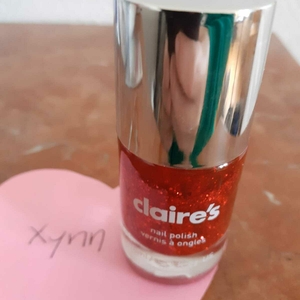 claire's
nail polish
vernis à ongles
xynn